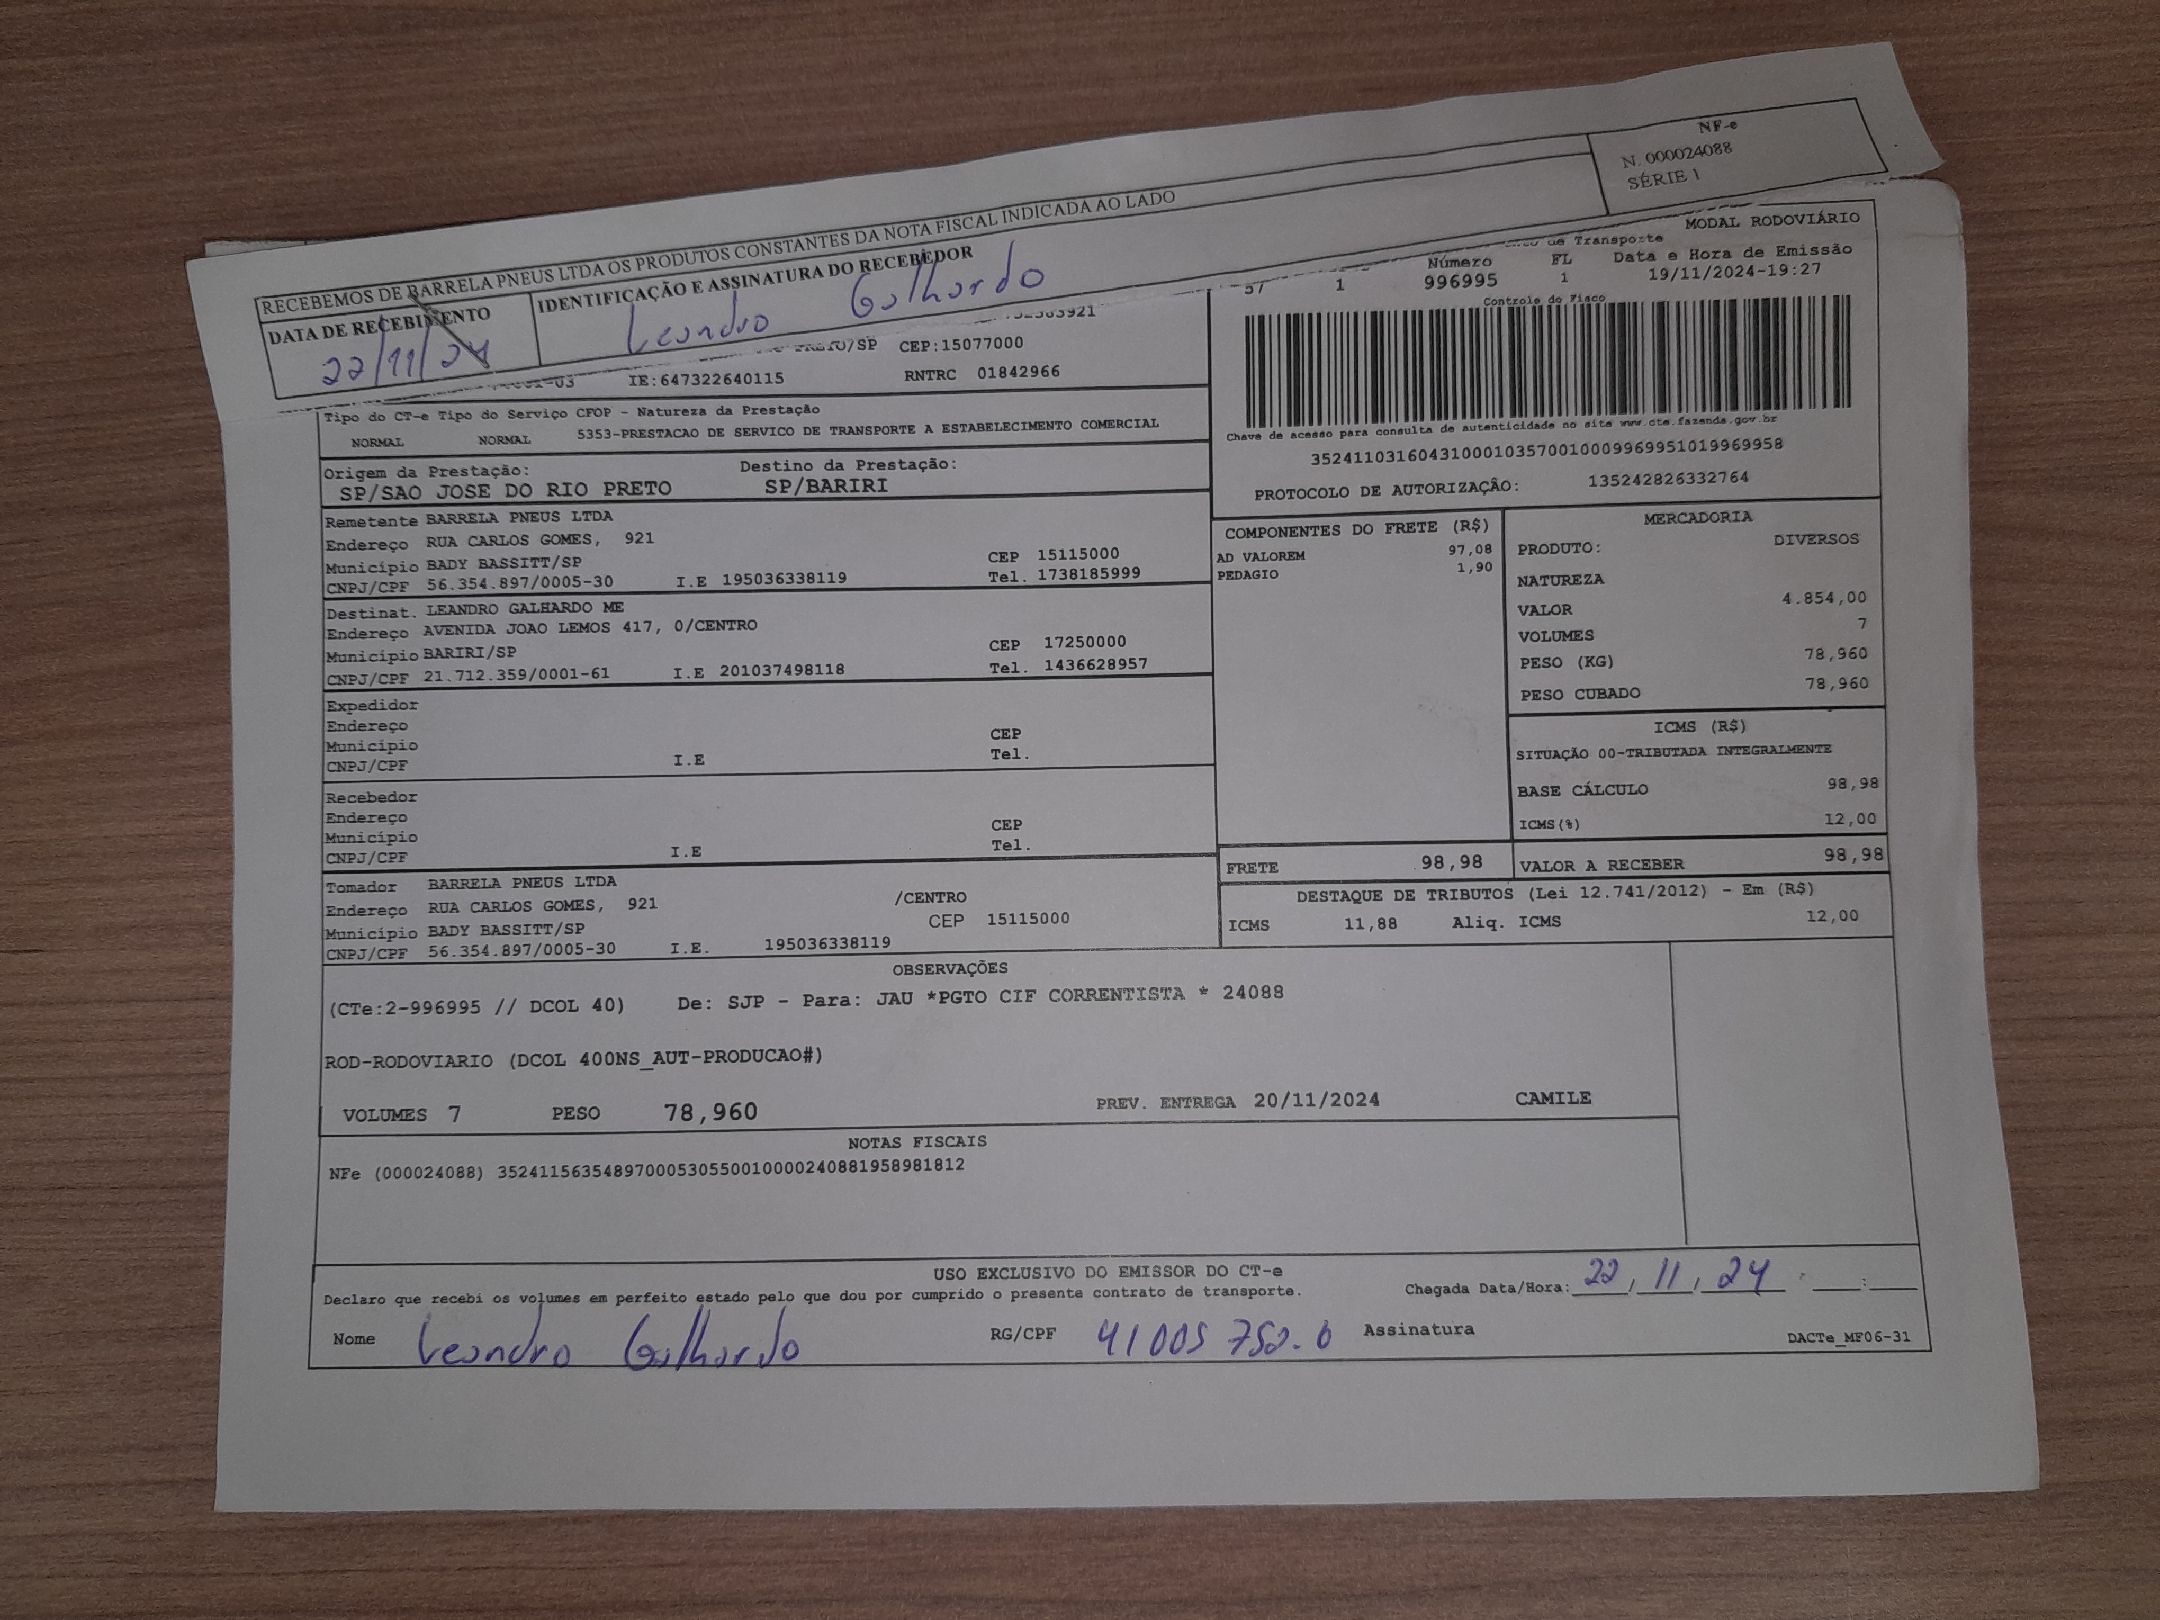 RECEBEMOS DE BARRELA PNEUS LTDA OS PRODUTOS CONSTANTES DA NOTA FISCAL INDICADA AO LADO
NF-e
N. 000024088
SÉRIE 1
DATA DE RECEBIMENTO
22/11/24
IDENTIFICAÇÃO E ASSINATURA DO RECEBEDOR
Leandro Galhardo
MODAL RODOVIÁRIO
de Transporte
Número FL Data e Hora de Emissão
57 1 996995 1 19/11/2024-19:27
Controle do Fisco
/SP CEP:15077000
IE:647322640115 RNTRC 01842966
Tipo do CT-e Tipo do Serviço CFOP - Natureza da Prestação
NORMAL NORMAL 5353-PRESTACAO DE SERVICO DE TRANSPORTE A ESTABELECIMENTO COMERCIAL
Chave de acesso para consulta de autenticidade no site www.cte.fazenda.gov.br
35241103160431000103570010009969951019969958
PROTOCOLO DE AUTORIZAÇÃO: 135242826332764
Origem da Prestação: Destino da Prestação:
SP/SAO JOSE DO RIO PRETO SP/BARIRI
Remetente BARRELA PNEUS LTDA
Endereço RUA CARLOS GOMES, 921
Município BADY BASSITT/SP CEP 15115000
CNPJ/CPF 56.354.897/0005-30 I.E 195036338119 Tel. 1738185999
Destinat. LEANDRO GALHARDO ME
Endereço AVENIDA JOAO LEMOS 417, 0/CENTRO
Município BARIRI/SP CEP 17250000
CNPJ/CPF 21.712.359/0001-61 I.E 201037498118 Tel. 1436628957
Expedidor
Endereço
Município CEP
CNPJ/CPF I.E Tel.
Recebedor
Endereço
Município CEP
CNPJ/CPF I.E Tel.
Tomador BARRELA PNEUS LTDA
Endereço RUA CARLOS GOMES, 921 /CENTRO
Município BADY BASSITT/SP CEP 15115000
CNPJ/CPF 56.354.897/0005-30 I.E. 195036338119
COMPONENTES DO FRETE (R$)
AD VALOREM 97,08
PEDAGIO 1,90
FRETE 98,98
MERCADORIA
PRODUTO: DIVERSOS
NATUREZA
VALOR 4.854,00
VOLUMES 7
PESO (KG) 78,960
PESO CUBADO 78,960
ICMS (R$)
SITUAÇÃO 00-TRIBUTADA INTEGRALMENTE
BASE CÁLCULO 98,98
ICMS(%) 12,00
VALOR A RECEBER 98,98
DESTAQUE DE TRIBUTOS (Lei 12.741/2012) - Em (R$)
ICMS 11,88 Aliq. ICMS 12,00
OBSERVAÇÕES
(CTe:2-996995 // DCOL 40) De: SJP - Para: JAU *PGTO CIF CORRENTISTA * 24088
ROD-RODOVIARIO (DCOL 400NS_AUT-PRODUCAO#)
VOLUMES 7 PESO 78,960 PREV. ENTREGA 20/11/2024 CAMILE
NOTAS FISCAIS
NFe (000024088) 35241156354897000530550010000240881958981812
USO EXCLUSIVO DO EMISSOR DO CT-e
Declaro que recebi os volumes em perfeito estado pelo que dou por cumprido o presente contrato de transporte. Chegada Data/Hora: 22/11/24 :
Nome Leandro Galhardo RG/CPF 41005 752-6 Assinatura DACTe_MF06-31